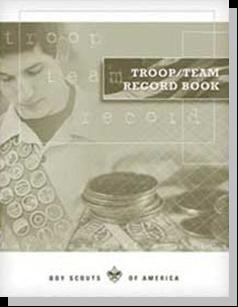 troop
team
record
TROOP/TEAM
RECORD BOOK
BOY SCOUTS OF AMERICA